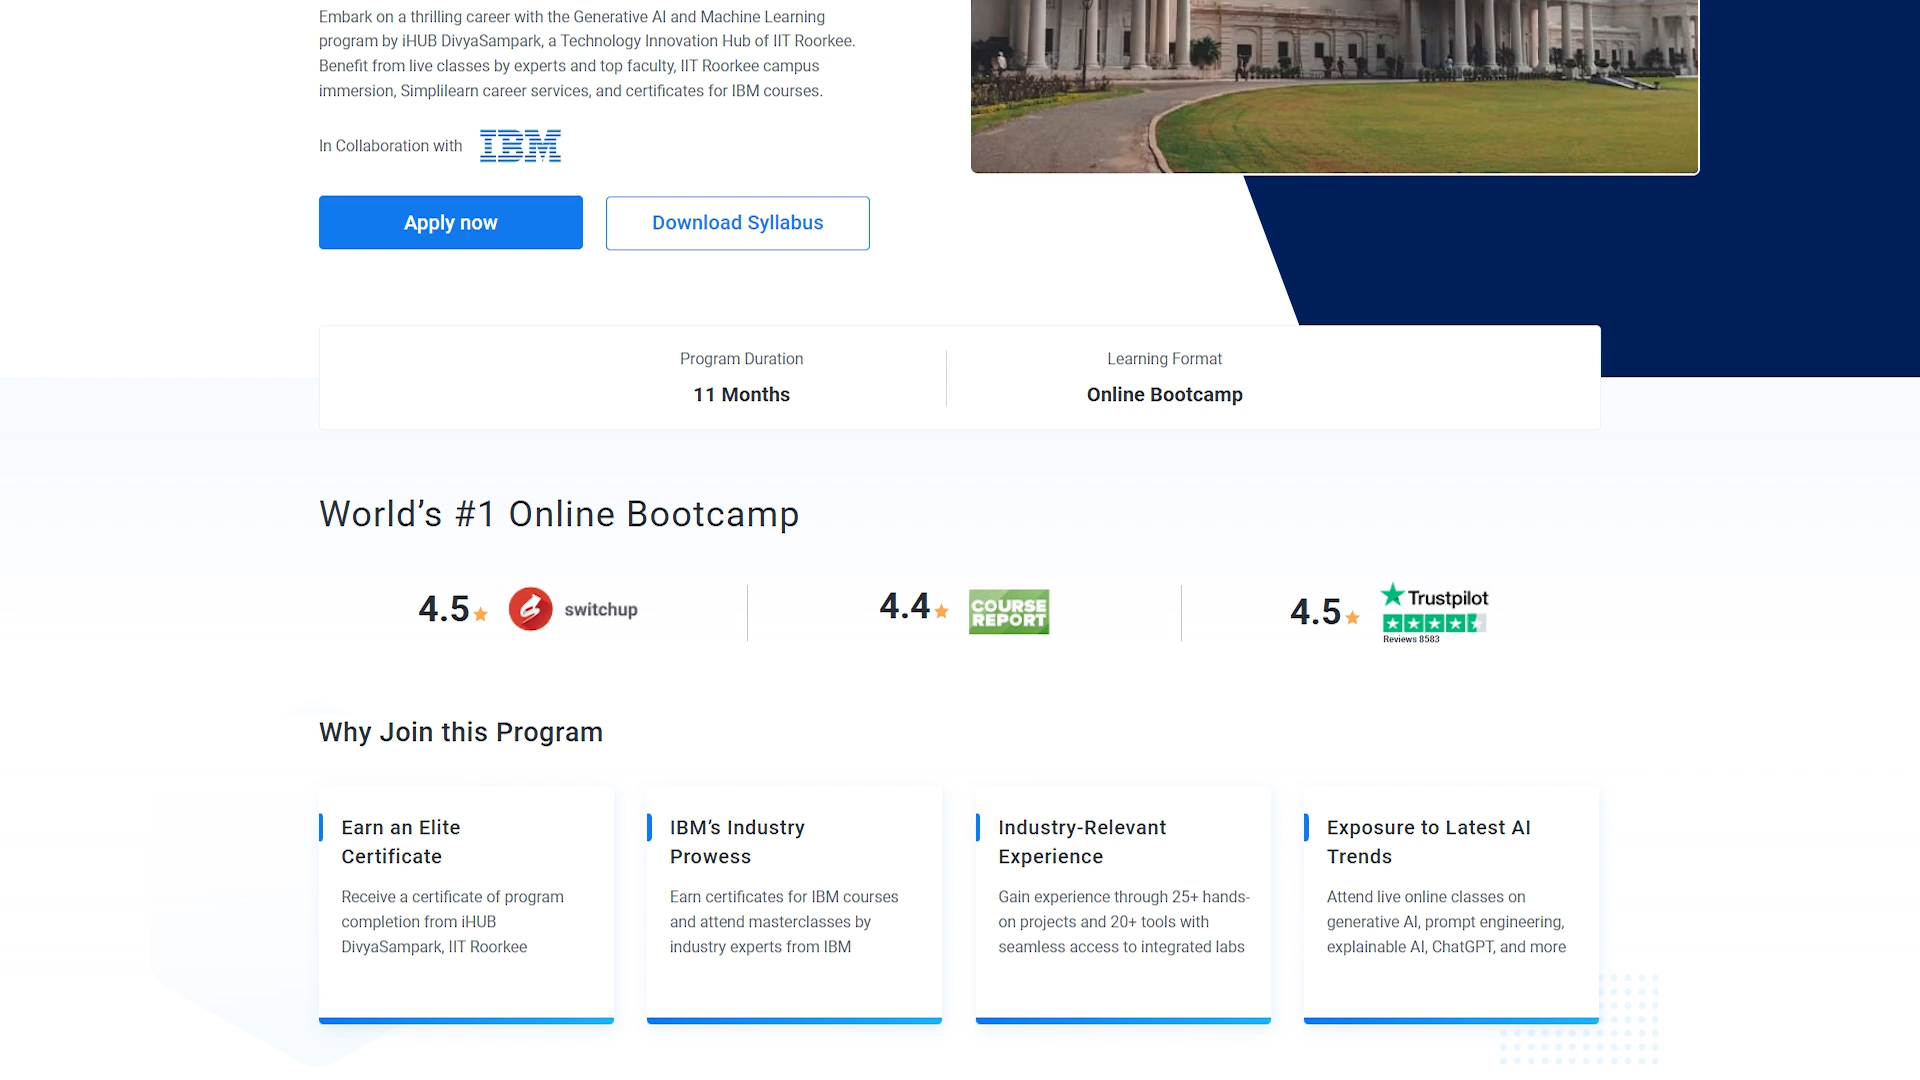 Embark on a thrilling career with the Generative AI and Machine Learning
program by iHUB DivyaSampark, a Technology Innovation Hub of IIT Roorkee.
Benefit from live classes by experts and top faculty, IIT Roorkee campus
immersion, Simplilearn career services, and certificates for IBM courses.
In Collaboration with IBM
Apply now
Download Syllabus
Program Duration
11 Months
Learning Format
Online Bootcamp
World’s #1 Online Bootcamp
4.5 switchup
4.4 COURSE
REPORT
4.5 Trustpilot
Reviews 8583
Why Join this Program
Earn an Elite
Certificate
Receive a certificate of program
completion from iHUB
DivyaSampark, IIT Roorkee
IBM’s Industry
Prowess
Earn certificates for IBM courses
and attend masterclasses by
industry experts from IBM
Industry-Relevant
Experience
Gain experience through 25+ hands-
on projects and 20+ tools with
seamless access to integrated labs
Exposure to Latest AI
Trends
Attend live online classes on
generative AI, prompt engineering,
explainable AI, ChatGPT, and more